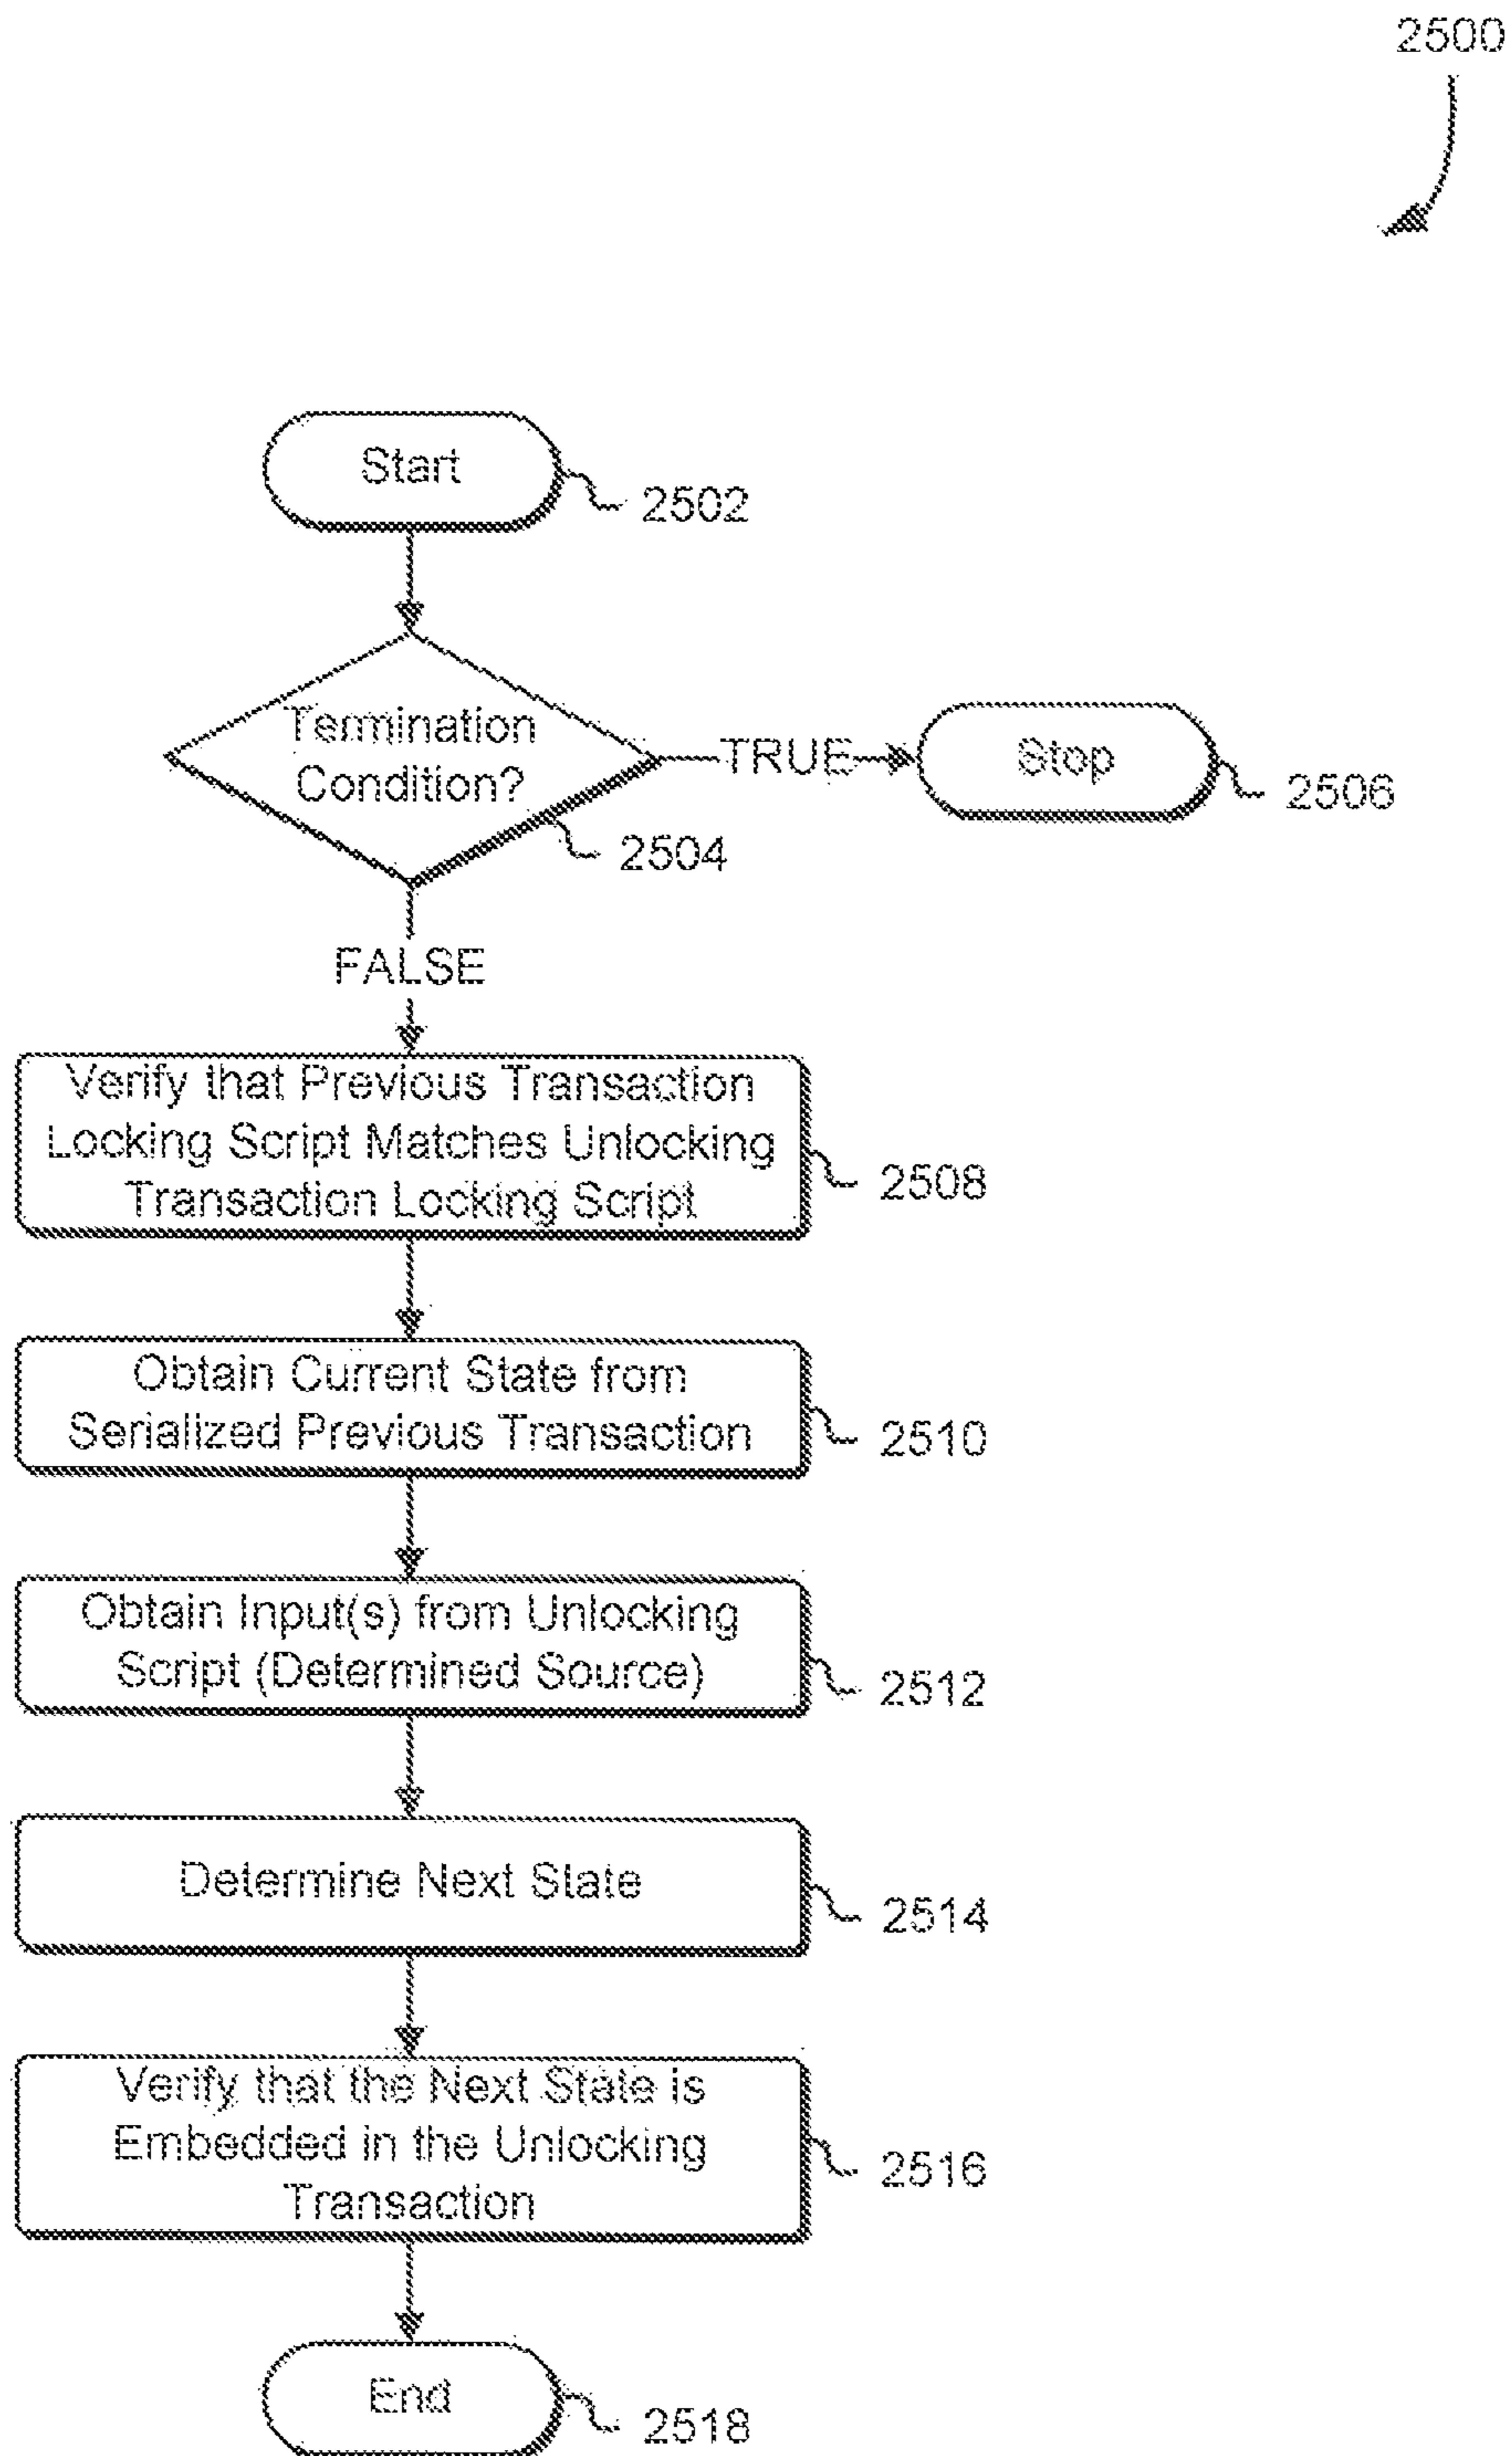 2500
Start
2502
Termination
Condition?
TRUE
Stop
2506
2504
FALSE
Verify that Previous Transaction
Locking Script Matches Unlocking
Transaction Locking Script
2508
Obtain Current State from
Serialized Previous Transaction
2510
Obtain Input(s) from Unlocking
Script (Determined Source)
2512
Determine Next State
2514
Verify that the Next State is
Embedded in the Unlocking
Transaction
2516
End
2518